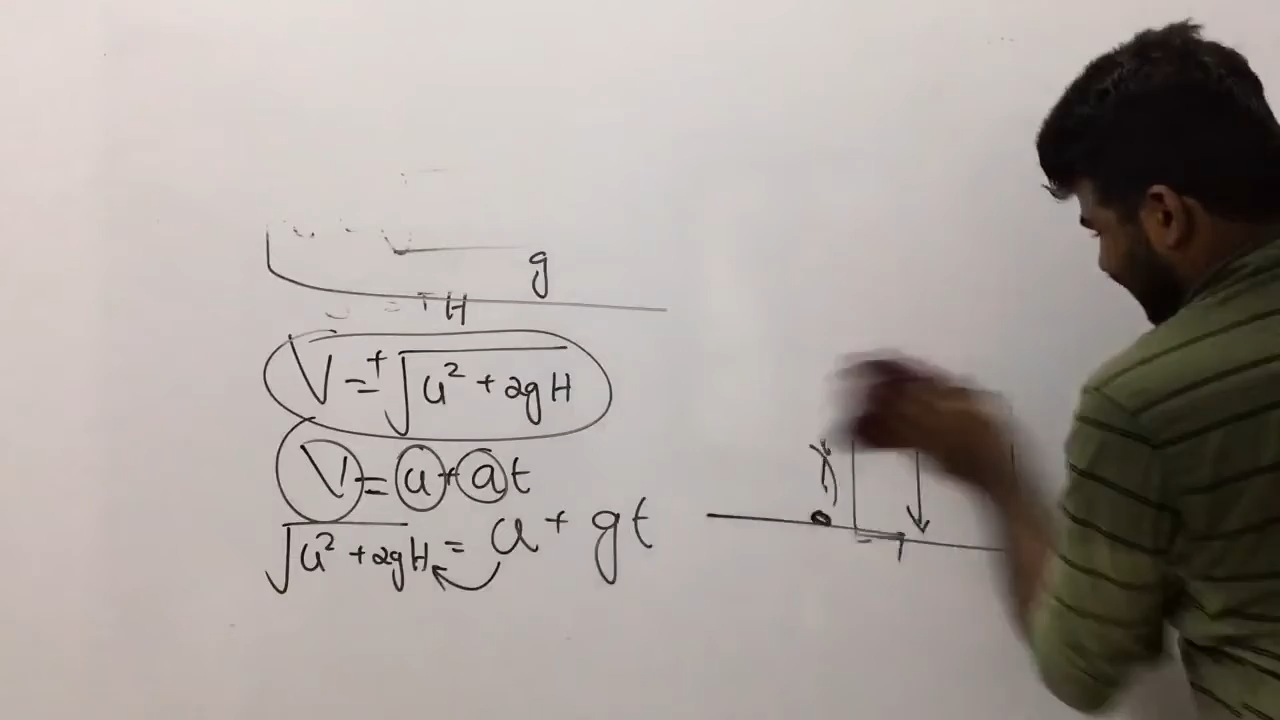 g
H
V = + √u² + 2gH
V = u + at
√u² + 2gH = u + gt